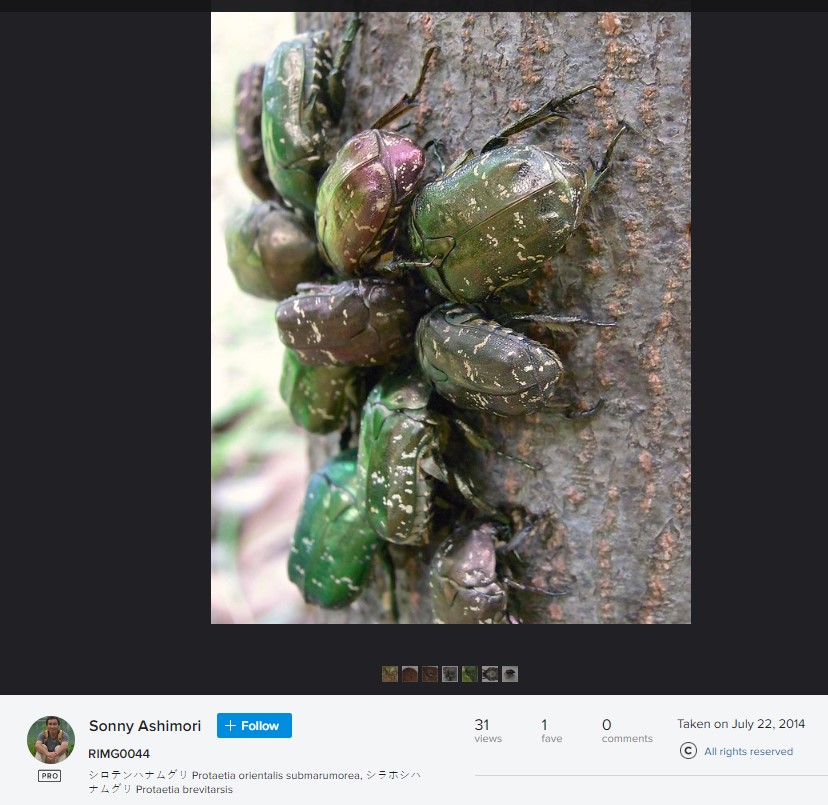 Sonny Ashimori
+ Follow
RIMG0044
PRO
シロテンハナムグリ Protaetia orientalis submarumorea, シラホシハ
ナムグリ Protaetia brevitarsis
31
views
1
fave
0
comments
Taken on July 22, 2014
© All rights reserved